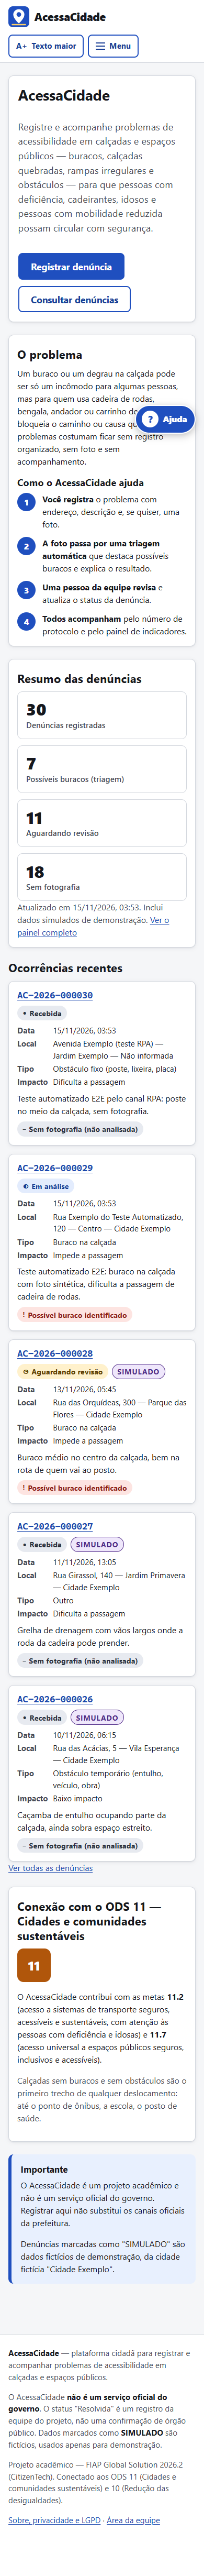 AcessaCidade
A+ Texto maior
Menu
AcessaCidade
Registre e acompanhe problemas de
acessibilidade em calçadas e espaços
públicos — buracos, calçadas
quebradas, rampas irregulares e
obstáculos — para que pessoas com
deficiência, cadeirantes, idosos e
pessoas com mobilidade reduzida
possam circular com segurança.
Registrar denúncia
Consultar denúncias
O problema
Um buraco ou um degrau na calçada pode
ser só um incômodo para algumas pessoas,
mas para quem usa cadeira de rodas,
bengala, andador ou carrinho de
bloqueia o caminho ou causa
problemas costumam ficar sem registro
organizado, sem foto e sem
acompanhamento.
? Ajuda
Como o AcessaCidade ajuda
1 Você registra o problema com
endereço, descrição e, se quiser, uma
foto.
2 A foto passa por uma triagem
automática que destaca possíveis
buracos e explica o resultado.
3 Uma pessoa da equipe revisa e
atualiza o status da denúncia.
4 Todos acompanham pelo número de
protocolo e pelo painel de indicadores.
Resumo das denúncias
30
Denúncias registradas
7
Possíveis buracos (triagem)
11
Aguardando revisão
18
Sem fotografia
Atualizado em 15/11/2026, 03:53. Inclui
dados simulados de demonstração. Ver o
painel completo
Ocorrências recentes
AC-2026-000030
Recebida
Data 15/11/2026, 03:53
Local Avenida Exemplo (teste RPA) —
Jardim Exemplo — Não informada
Tipo Obstáculo fixo (poste, lixeira, placa)
Impacto Dificulta a passagem
Teste automatizado E2E pelo canal RPA: poste
no meio da calçada, sem fotografia.
– Sem fotografia (não analisada)
AC-2026-000029
Em análise
Data 15/11/2026, 03:53
Local Rua Exemplo do Teste Automatizado,
120 — Centro — Cidade Exemplo
Tipo Buraco na calçada
Impacto Impede a passagem
Teste automatizado E2E: buraco na calçada
com foto sintética, dificulta a passagem de
cadeira de rodas.
! Possível buraco identificado
AC-2026-000028
Aguardando revisão SIMULADO
Data 13/11/2026, 05:45
Local Rua das Orquídeas, 300 — Parque das
Flores — Cidade Exemplo
Tipo Buraco na calçada
Impacto Impede a passagem
Buraco médio no centro da calçada, bem na
rota de quem vai ao posto.
! Possível buraco identificado
AC-2026-000027
Recebida SIMULADO
Data 11/11/2026, 13:05
Local Rua Girassol, 140 — Jardim Primavera
— Cidade Exemplo
Tipo Outro
Impacto Dificulta a passagem
Grelha de drenagem com vãos largos onde a
roda da cadeira pode prender.
– Sem fotografia (não analisada)
AC-2026-000026
Recebida SIMULADO
Data 10/11/2026, 06:15
Local Rua das Acácias, 5 — Vila Esperança
— Cidade Exemplo
Tipo Obstáculo temporário (entulho,
veículo, obra)
Impacto Baixo impacto
Caçamba de entulho ocupando parte da
calçada, ainda sobra espaço estreito.
– Sem fotografia (não analisada)
Ver todas as denúncias
Conexão com o ODS 11 —
Cidades e comunidades
sustentáveis
11
O AcessaCidade contribui com as metas 11.2
(acesso a sistemas de transporte seguros,
acessíveis e sustentáveis, com atenção às
pessoas com deficiência e idosas) e 11.7
(acesso universal a espaços públicos seguros,
inclusivos e acessíveis).
Calçadas sem buracos e sem obstáculos são o
primeiro trecho de qualquer deslocamento:
até o ponto de ônibus, a escola, o posto de
saúde.
Importante
O AcessaCidade é um projeto acadêmico e
não é um serviço oficial do governo.
Registrar aqui não substitui os canais oficiais
da prefeitura.
Denúncias marcadas como "SIMULADO" são
dados fictícios de demonstração, da cidade
fictícia "Cidade Exemplo".
AcessaCidade — plataforma cidadã para registrar e
acompanhar problemas de acessibilidade em
calçadas e espaços públicos.
O AcessaCidade não é um serviço oficial do
governo. O status "Resolvida" é um registro da
equipe do projeto, não uma confirmação de órgão
público. Dados marcados como SIMULADO são
fictícios, usados apenas para demonstração.
Projeto acadêmico — FIAP Global Solution 2026.2
(CitizenTech). Conectado aos ODS 11 (Cidades e
comunidades sustentáveis) e 10 (Redução das
desigualdades).
Sobre, privacidade e LGPD · Área da equipe